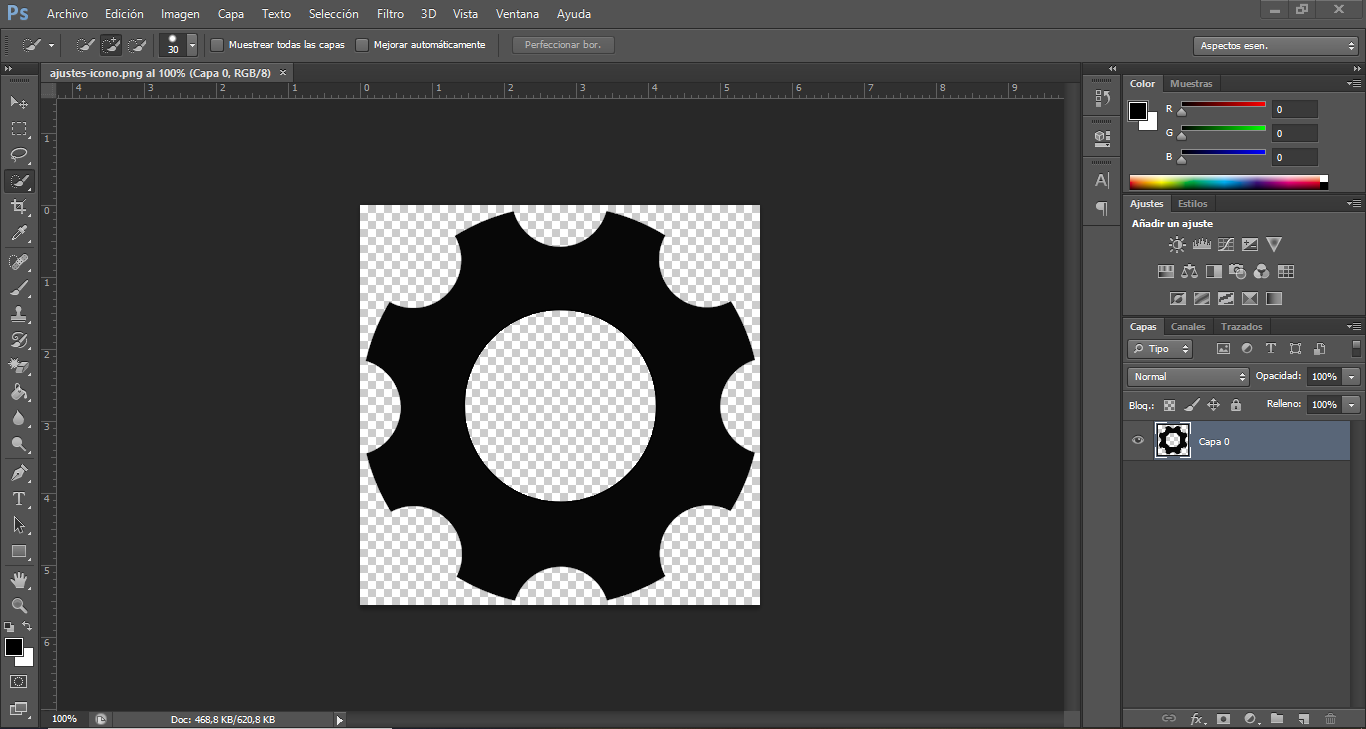 Ps Archivo Edición Imagen Capa Texto Selección Filtro 3D Vista Ventana Ayuda
30 Muestrear todas las capas Mejorar automáticamente Perfeccionar bor. Aspectos esen.
ajustes-icono.png al 100% (Capa 0, RGB/8) ×
4 3 2 1 0 1 2 3 4 5 6 7 8 9
1
0
1
2
3
4
5
6
Color Muestras
R 0
G 0
B 0
Ajustes Estilos
Añadir un ajuste
Capas Canales Trazados
Tipo
Normal Opacidad: 100%
Bloq.: Relleno: 100%
Capa 0
fx
100% Doc: 468,8 KB/620,8 KB